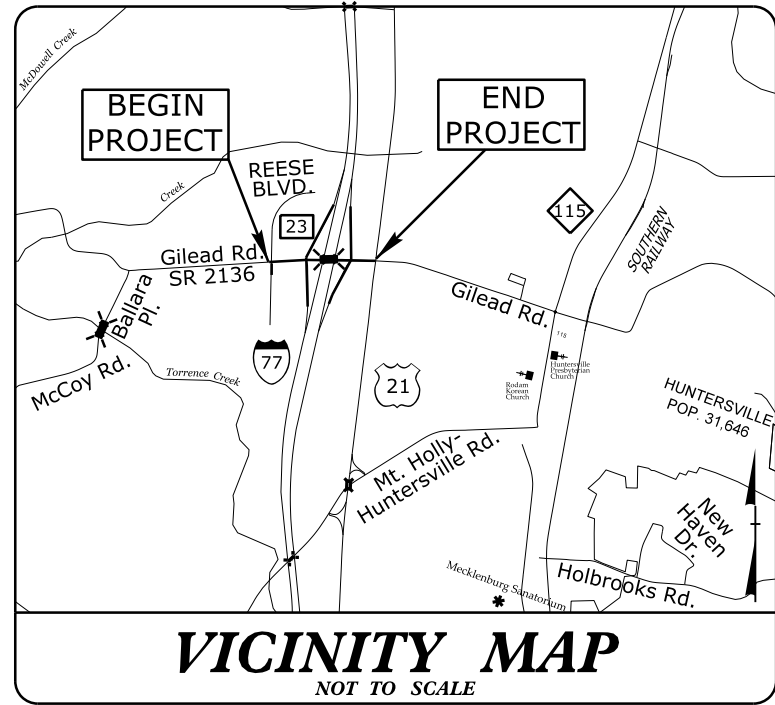 McDowell Creek
BEGIN
PROJECT
END
PROJECT
REESE
BLVD.
Creek
23
115
SOUTHERN
RAILWAY
Gilead Rd.
SR 2136
Ballara
Pl.
Gilead Rd.
115
Huntersville
Presbyterian
Church
Rodam
Korean
Church
77
21
McCoy Rd.
Torrence Creek
HUNTERSVILLE
POP. 31,646
Mt. Holly-
Huntersville Rd.
New
Haven
Dr.
Mecklenburg Sanatorium
Holbrooks Rd.
VICINITY MAP
NOT TO SCALE